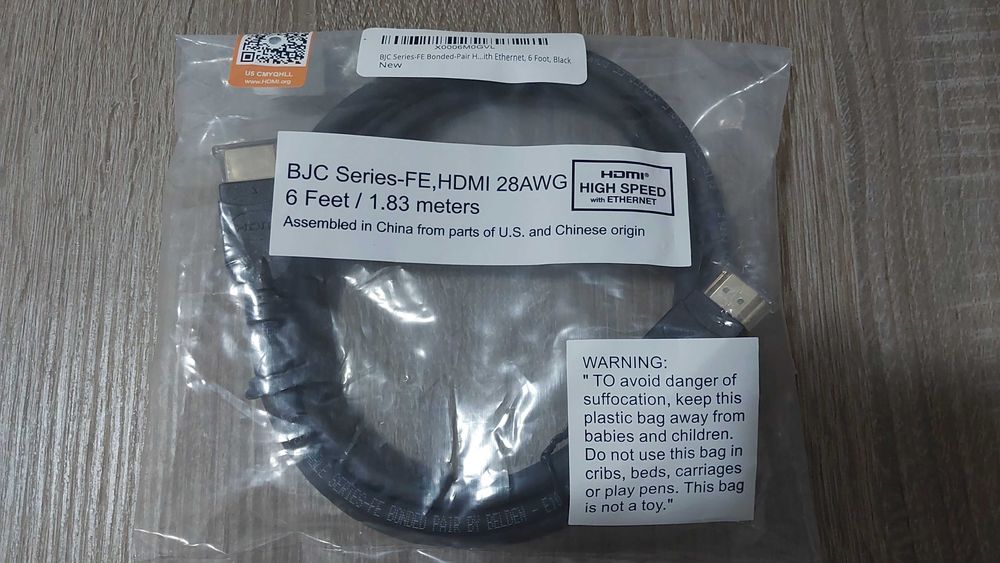 US CMYQHLL
www.HDMI.org
X0006M0GVL
BJC Series-FE Bonded-Pair H...ith Ethernet, 6 Foot, Black
New
BJC Series-FE,HDMI 28AWG
6 Feet / 1.83 meters
Assembled in China from parts of U.S. and Chinese origin
HDMI®
HIGH SPEED
with ETHERNET
WARNING:
" TO avoid danger of
suffocation, keep this
plastic bag away from
babies and children.
Do not use this bag in
cribs, beds, carriages
or play pens. This bag
is not a toy."
SERIES-FE BONDED PAIR BY BELDEN -